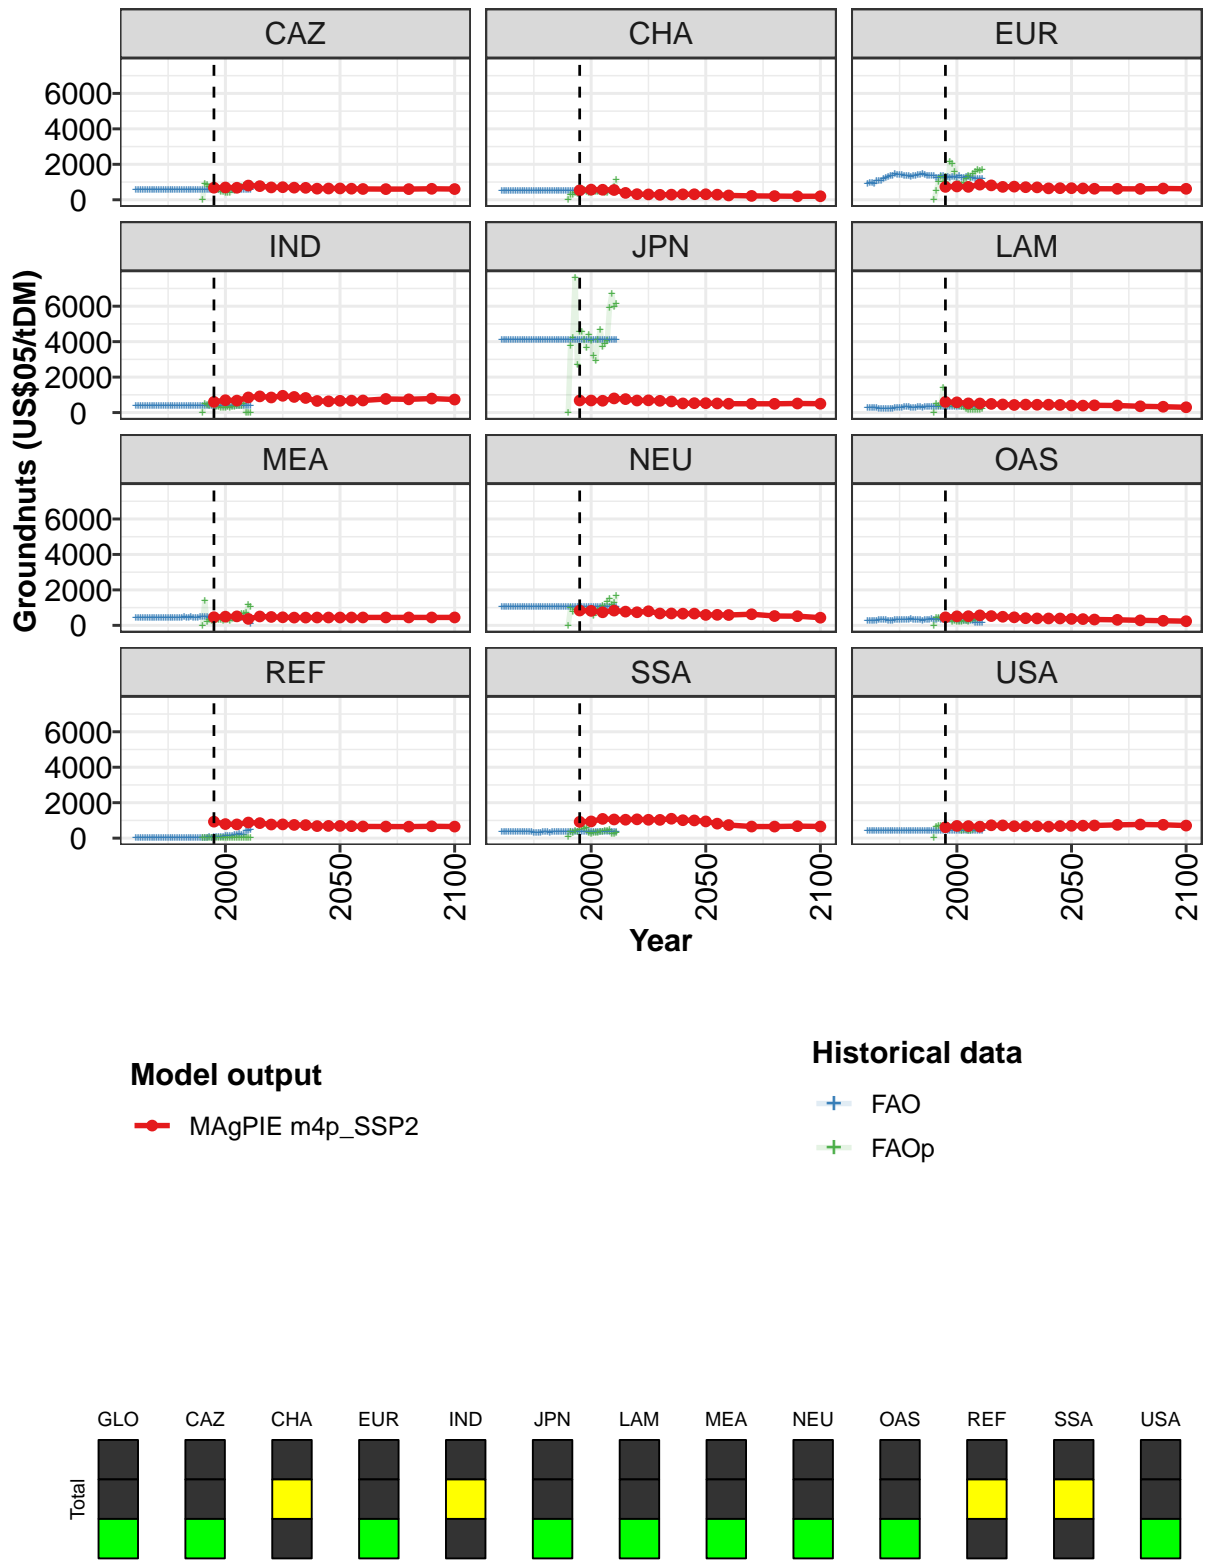 CAZ CHA EUR
6000
4000
2000
0
IND JPN LAM
6000
4000
2000
0
MEA NEU OAS
6000
4000
2000
0
REF SSA USA
6000
4000
2000
0
Groundnuts (US$05/tDM)
2000 2050 2100 2000 2050 2100 2000 2050 2100
Year
Model output
MAgPIE m4p_SSP2
Historical data
FAO
FAOp
GLO CAZ CHA EUR IND JPN LAM MEA NEU OAS REF SSA USA
Total